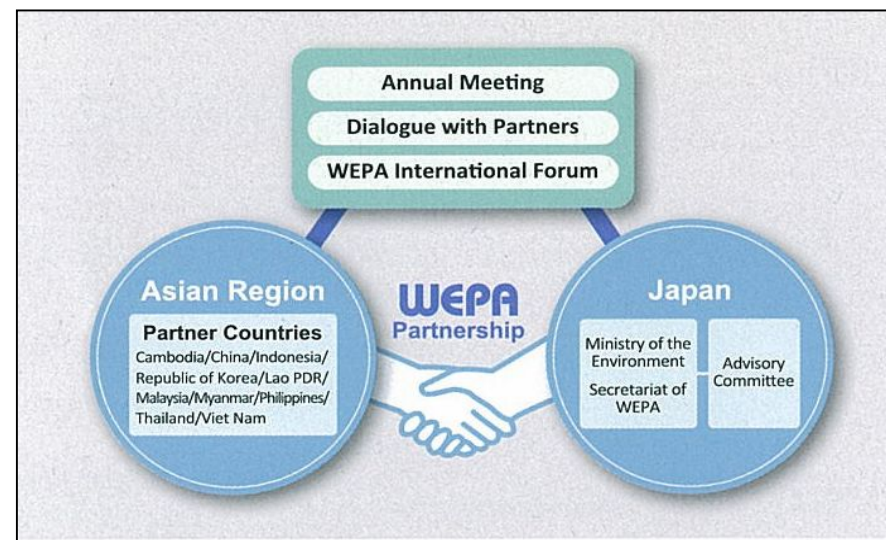 Annual Meeting
Dialogue with Partners
WEPA International Forum
Asian Region
Partner Countries
Cambodia/China/Indonesia/
Republic of Korea/Lao PDR/
Malaysia/Myanmar/Philippines/
Thailand/Viet Nam
WEPA
Partnership
Japan
Ministry of the
Environment
Secretariat of
WEPA
Advisory
Committee